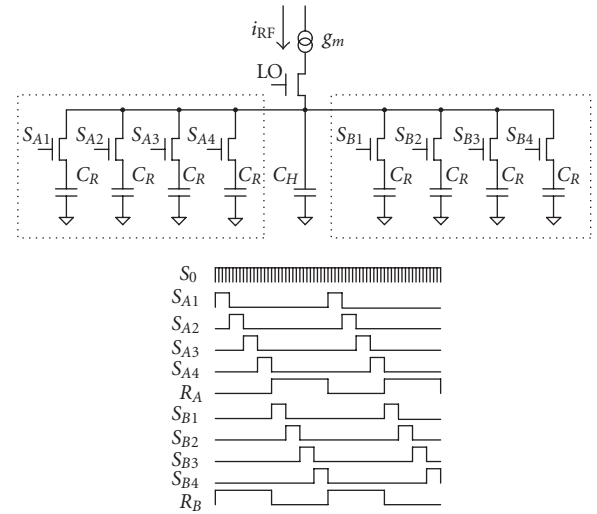 i_RF g_m
LO
S_A1 S_A2 S_A3 S_A4 S_B1 S_B2 S_B3 S_B4
C_R C_R C_R C_R C_H C_R C_R C_R C_R
S_0
S_A1
S_A2
S_A3
S_A4
R_A
S_B1
S_B2
S_B3
S_B4
R_B